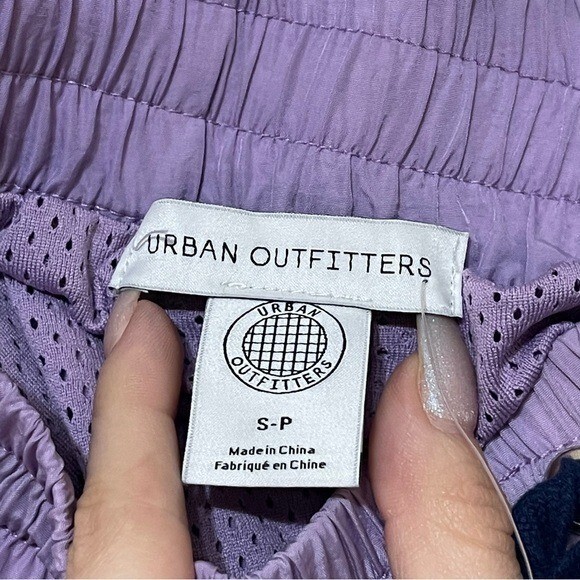 URBAN OUTFITTERS
URBAN
OUTFITTERS
S-P
Made in China
Fabriqué en Chine